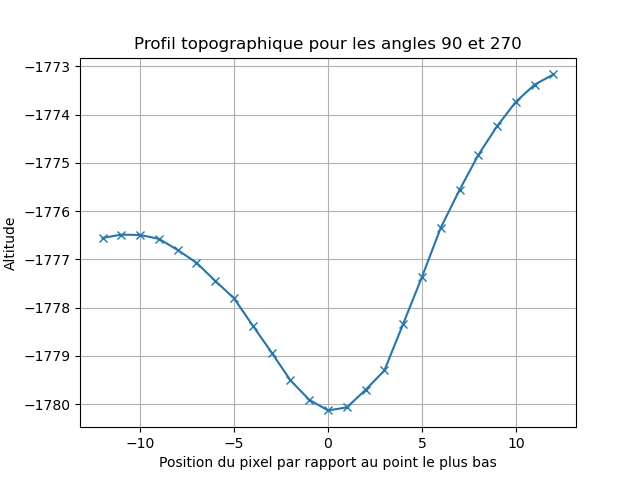 Profil topographique pour les angles 90 et 270
−1773
−1774
−1775
−1776
−1777
−1778
−1779
−1780
Altitude
−10 −5 0 5 10
Position du pixel par rapport au point le plus bas